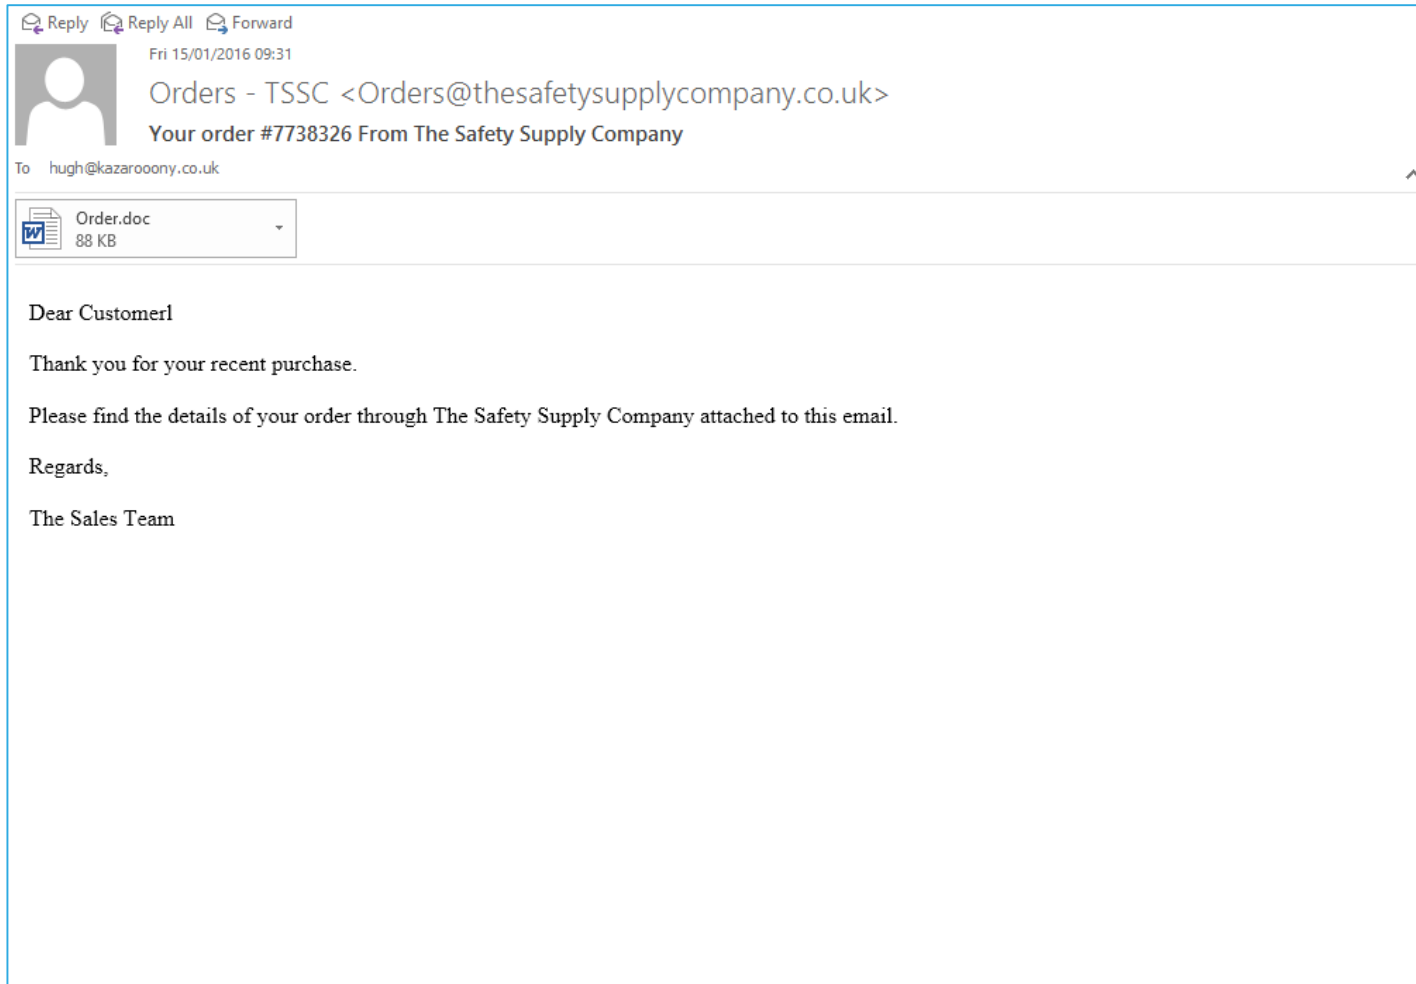 Reply Reply All Forward
Fri 15/01/2016 09:31
Orders - TSSC <Orders@thesafetysupplycompany.co.uk>
Your order #7738326 From The Safety Supply Company
To hugh@kazarooony.co.uk
Order.doc
88 KB
Dear Customerl
Thank you for your recent purchase.
Please find the details of your order through The Safety Supply Company attached to this email.
Regards,
The Sales Team